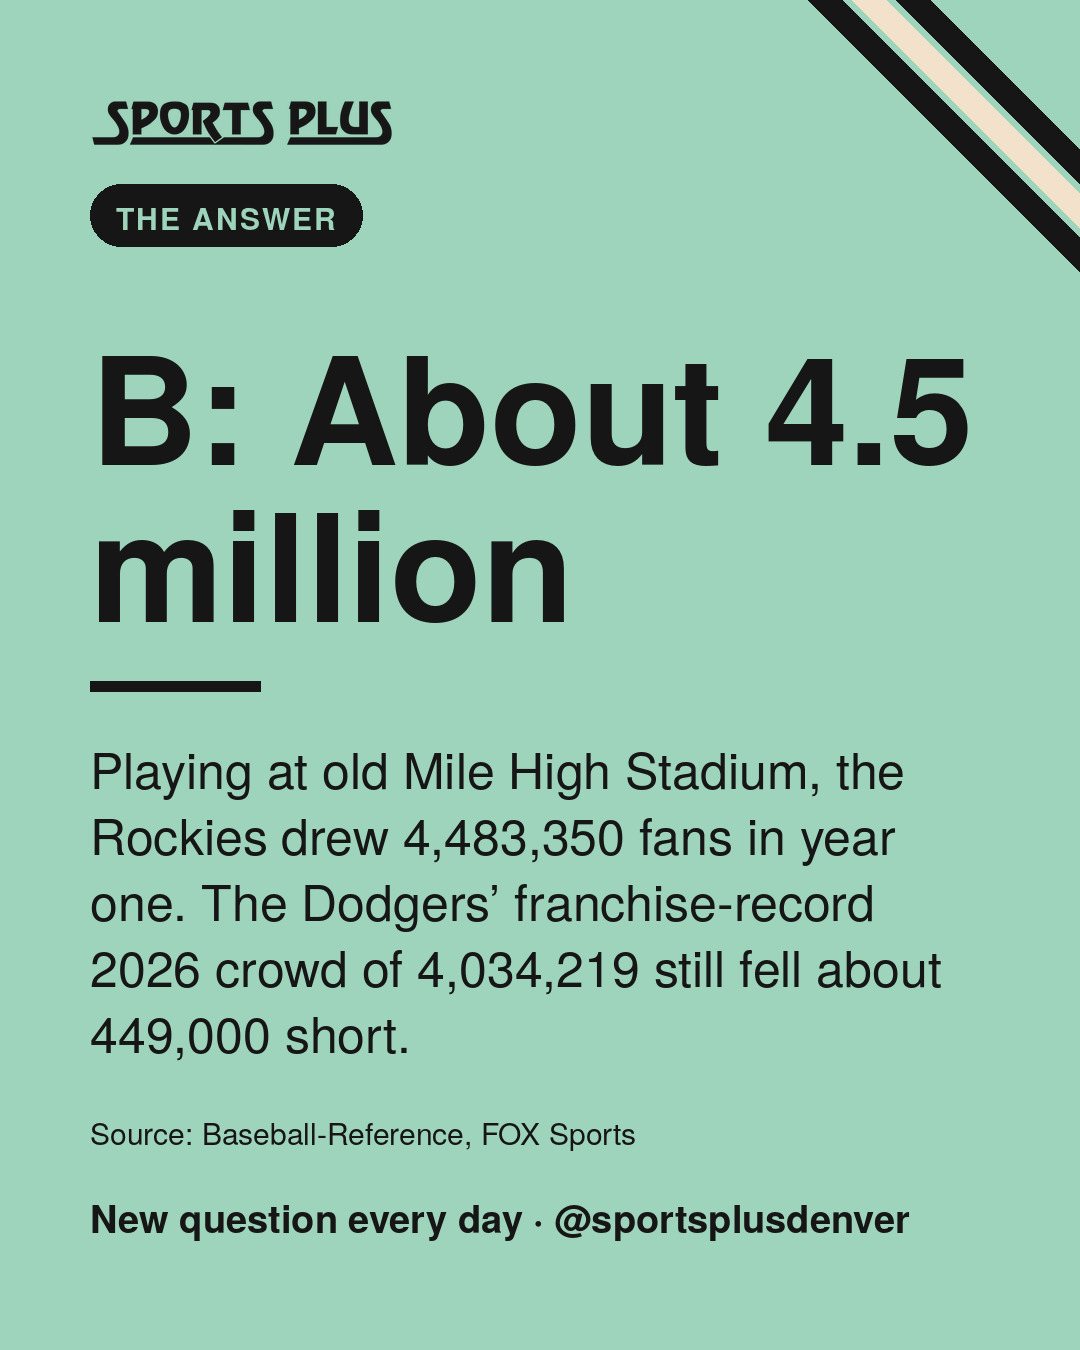 SPORTS PLUS
THE ANSWER
B: About 4.5
million
Playing at old Mile High Stadium, the
Rockies drew 4,483,350 fans in year
one. The Dodgers’ franchise-record
2026 crowd of 4,034,219 still fell about
449,000 short.
Source: Baseball-Reference, FOX Sports
New question every day · @sportsplusdenver